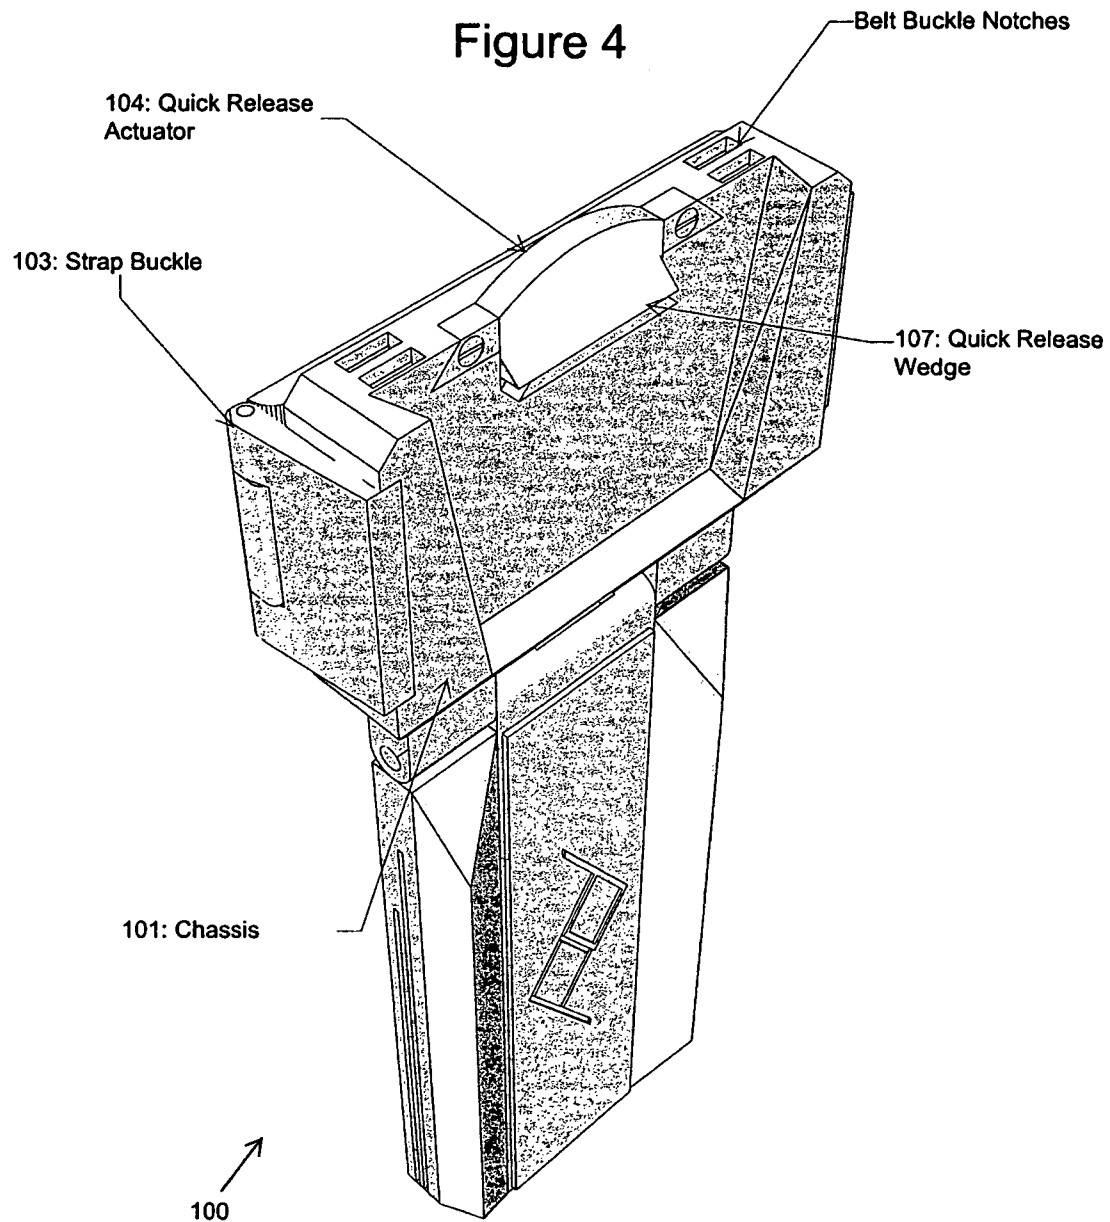 Figure 4
Belt Buckle Notches
104: Quick Release
Actuator
103: Strap Buckle
107: Quick Release
Wedge
101: Chassis
100